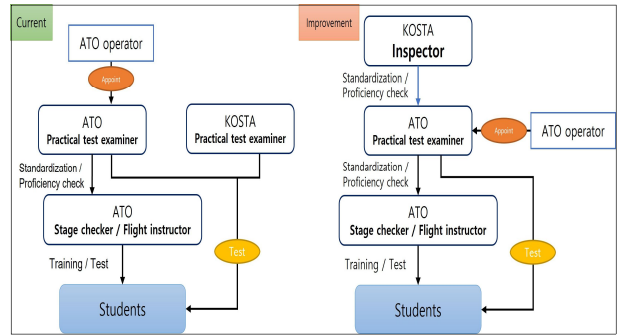 Current
ATO operator
Appoint
ATO
Practical test examiner
KOSTA
Practical test examiner
Standardization /
Proficiency check
ATO
Stage checker / Flight instructor
Training / Test
Test
Students
Improvement
KOSTA
Inspector
Standardization /
Proficiency check
ATO
Practical test examiner
Appoint
ATO operator
Standardization /
Proficiency check
ATO
Stage checker / Flight instructor
Training / Test
Test
Students